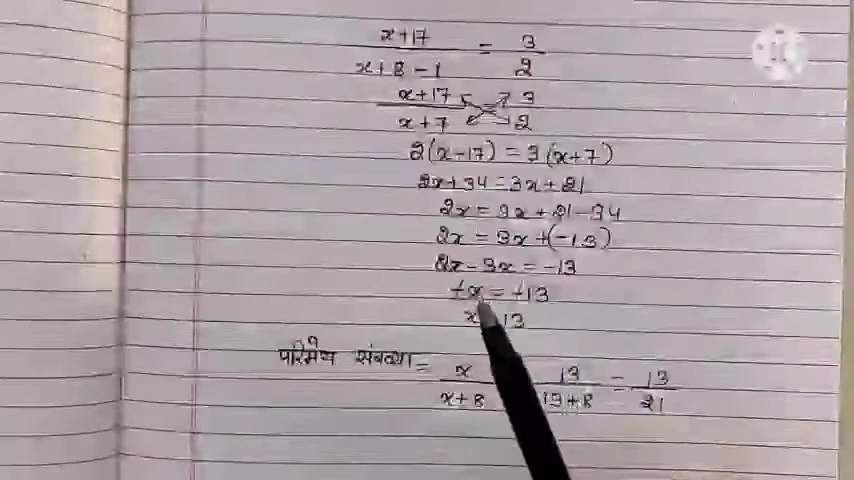 x+17 / x+8-1 = 3/2
x+17 / x+7 = 3/2
2(x-17) = 3(x+7)
2x+34 = 3x+21
2x = 3x+21-34
2x = 3x+(-13)
2x-3x = -13
+x = +13
x 13
परिमेय संख्या = x / x+8 13 / 13+8 = 13/21